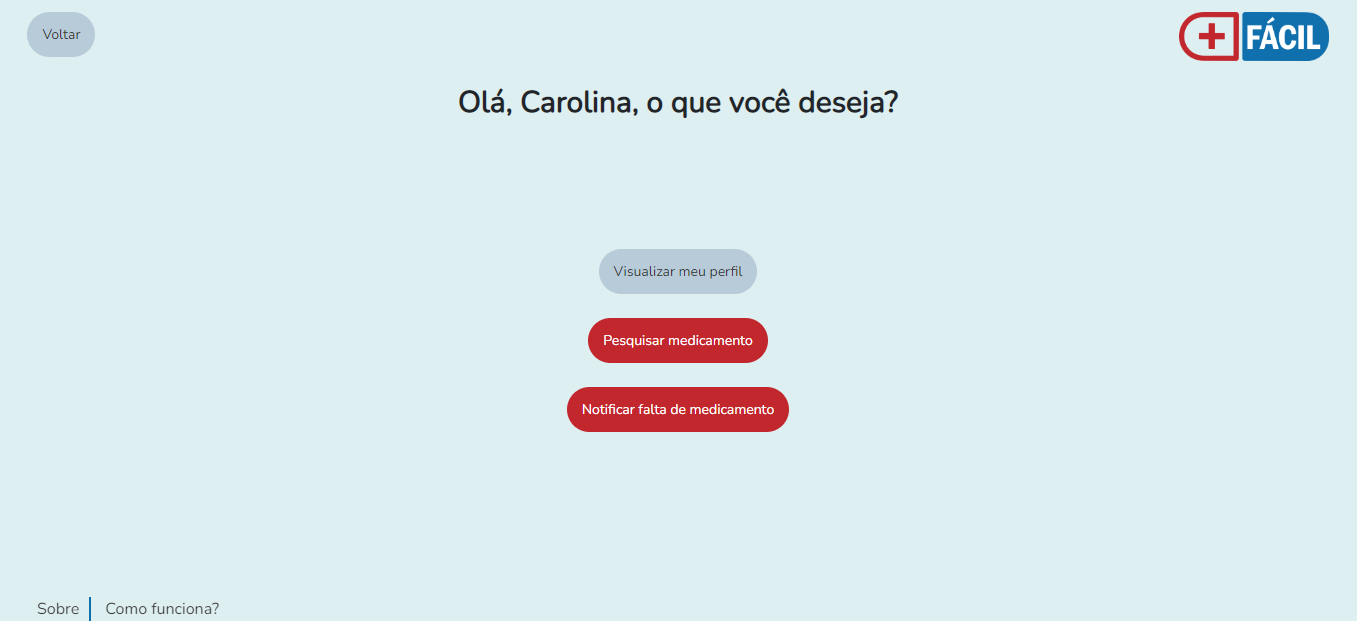 Voltar
FÁCIL
Olá, Carolina, o que você deseja?
Visualizar meu perfil
Pesquisar medicamento
Notificar falta de medicamento
Sobre
Como funciona?